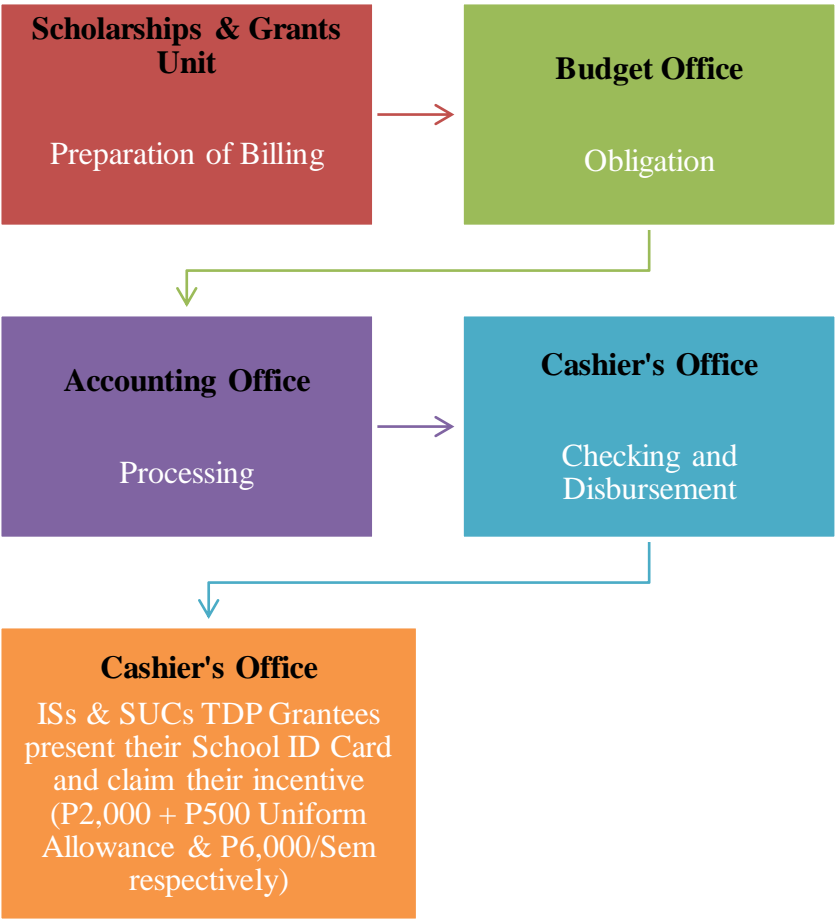 Scholarships & Grants
Unit
Preparation of Billing
Budget Office
Obligation
Accounting Office
Processing
Cashier's Office
Checking and
Disbursement
Cashier's Office
ISs & SUCs TDP Grantees
present their School ID Card
and claim their incentive
(P2,000 + P500 Uniform
Allowance & P6,000/Sem
respectively)